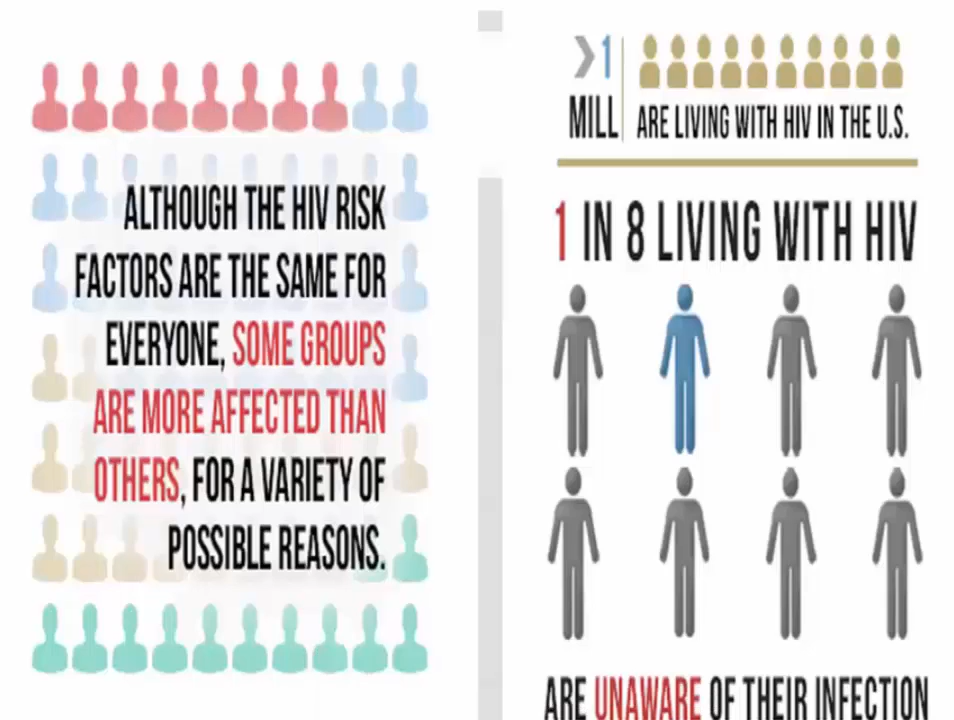 ALTHOUGH THE HIV RISK
FACTORS ARE THE SAME FOR
EVERYONE, SOME GROUPS
ARE MORE AFFECTED THAN
OTHERS, FOR A VARIETY OF
POSSIBLE REASONS.
>1
MILL
ARE LIVING WITH HIV IN THE U.S.
1 IN 8 LIVING WITH HIV
ARE UNAWARE OF THEIR INFECTION